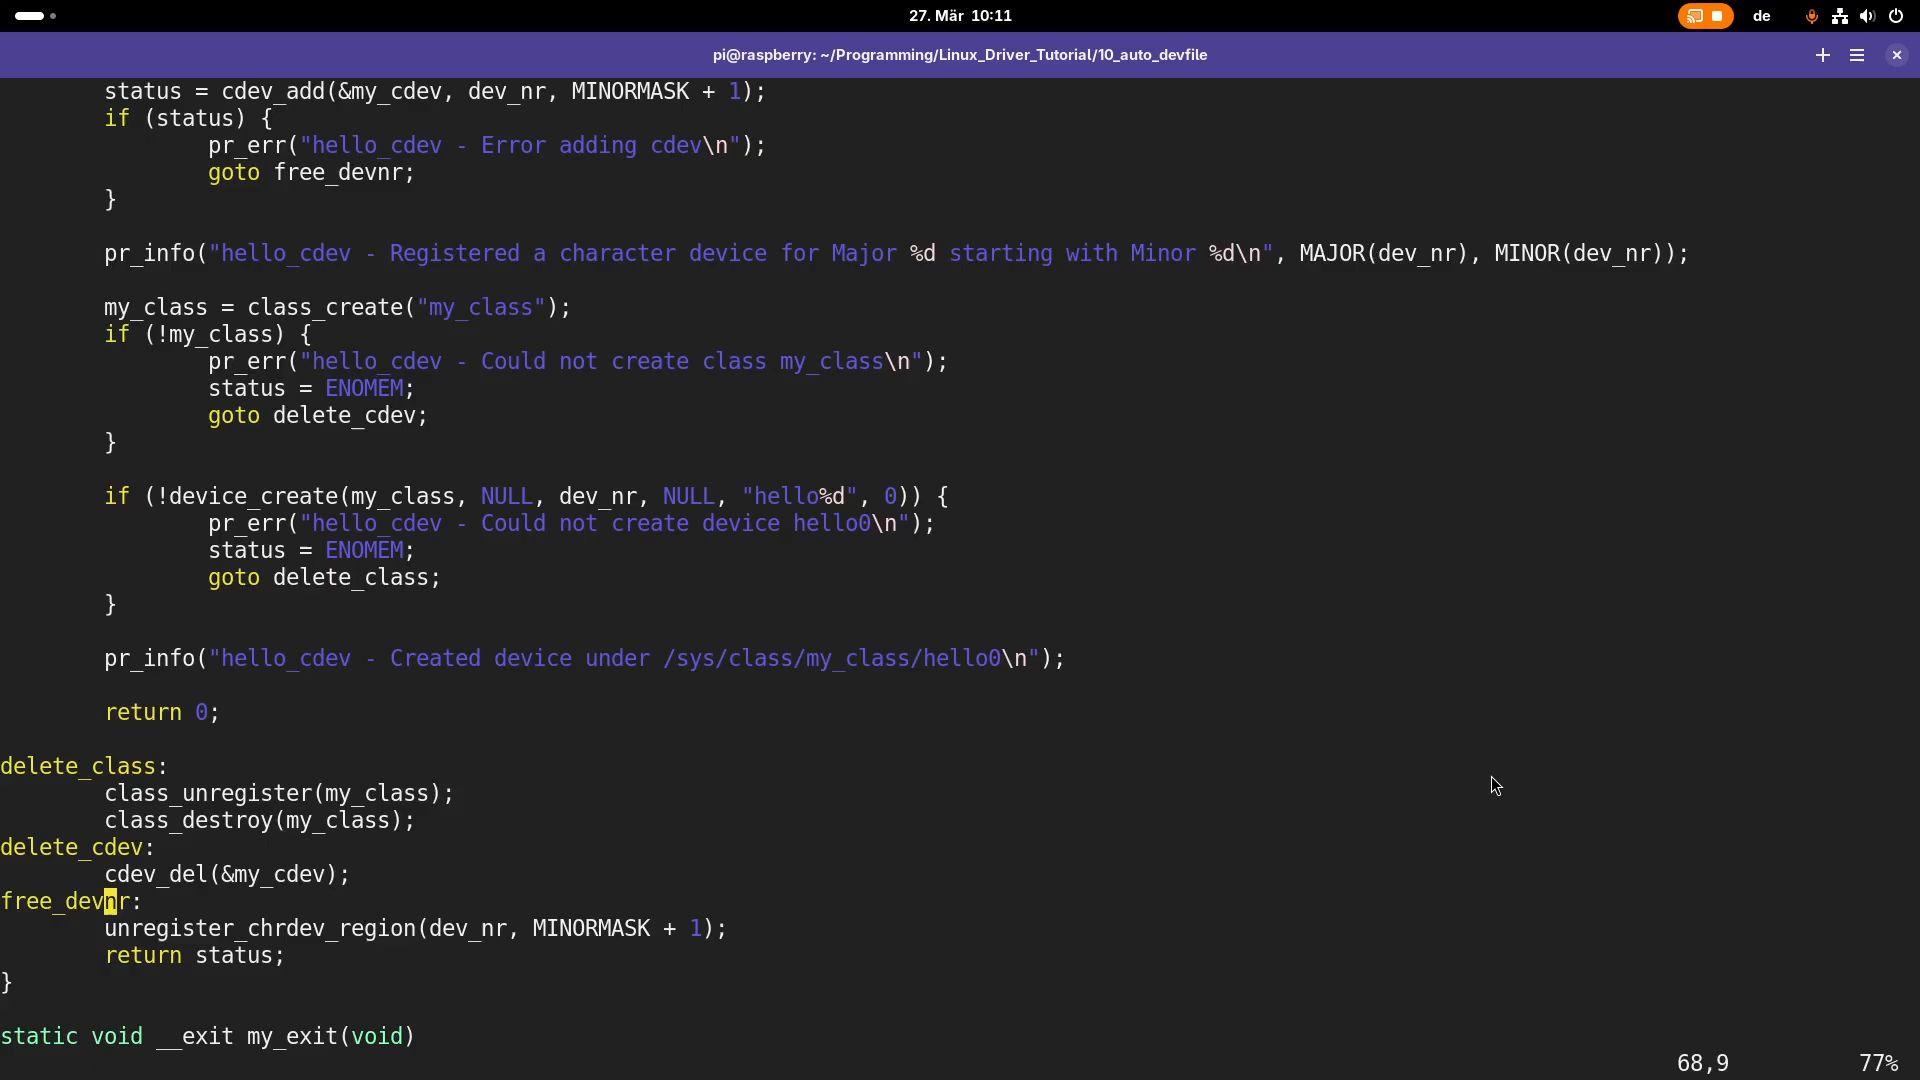 27. Mär 10:11
de
pi@raspberry: ~/Programming/Linux_Driver_Tutorial/10_auto_devfile
status = cdev_add(&my_cdev, dev_nr, MINORMASK + 1);
if (status) {
pr_err("hello_cdev - Error adding cdev\n");
goto free_devnr;
}
pr_info("hello_cdev - Registered a character device for Major %d starting with Minor %d\n", MAJOR(dev_nr), MINOR(dev_nr));
my_class = class_create("my_class");
if (!my_class) {
pr_err("hello_cdev - Could not create class my_class\n");
status = ENOMEM;
goto delete_cdev;
}
if (!device_create(my_class, NULL, dev_nr, NULL, "hello%d", 0)) {
pr_err("hello_cdev - Could not create device hello0\n");
status = ENOMEM;
goto delete_class;
}
pr_info("hello_cdev - Created device under /sys/class/my_class/hello0\n");
return 0;
delete_class:
class_unregister(my_class);
class_destroy(my_class);
delete_cdev:
cdev_del(&my_cdev);
free_devnr:
unregister_chrdev_region(dev_nr, MINORMASK + 1);
return status;
}
static void __exit my_exit(void)
68,9 77%